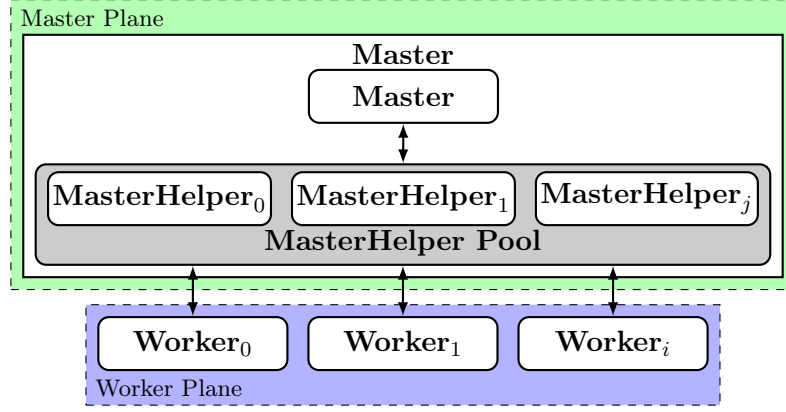 Master Plane
Master
Master
MasterHelper₀ MasterHelper₁ MasterHelperⱼ
MasterHelper Pool
Worker₀ Worker₁ Workerᵢ
Worker Plane